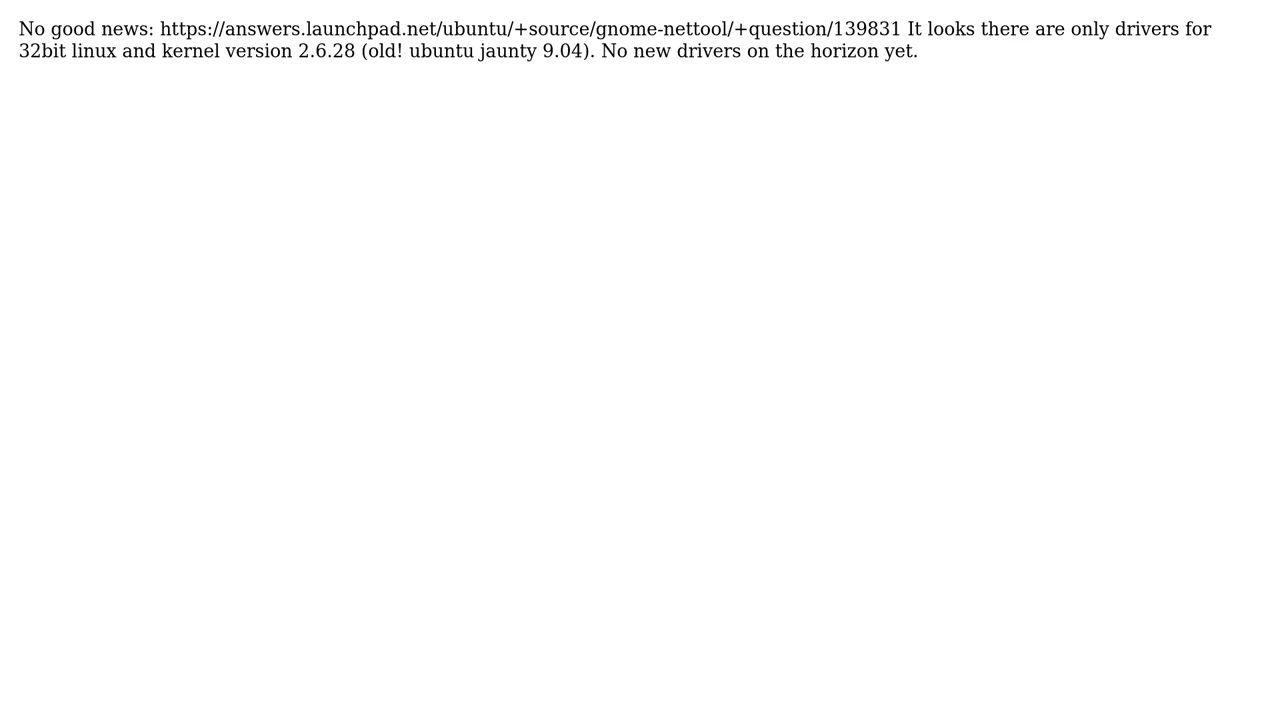 No good news: https://answers.launchpad.net/ubuntu/+source/gnome-nettool/+question/139831 It looks there are only drivers for
32bit linux and kernel version 2.6.28 (old! ubuntu jaunty 9.04). No new drivers on the horizon yet.